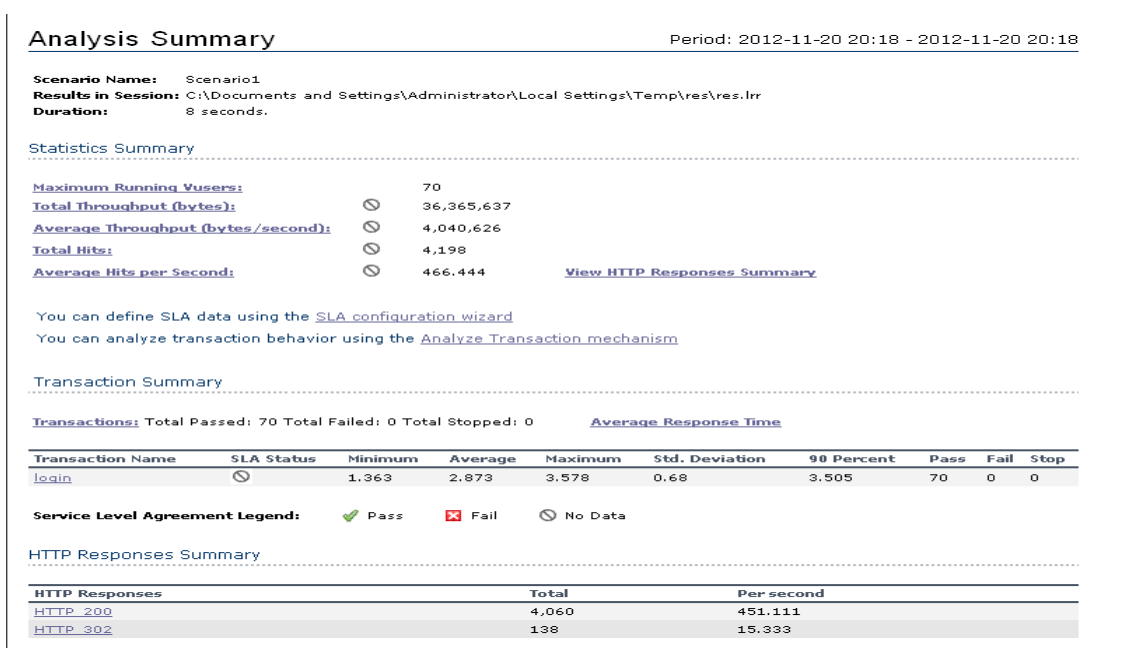 Analysis Summary Period: 2012-11-20 20:18 - 2012-11-20 20:18
Scenario Name: Scenario1
Results in Session: C:\Documents and Settings\Administrator\Local Settings\Temp\res\res.lrr
Duration: 8 seconds.
Statistics Summary
Maximum Running Vusers: 70
Total Throughput (bytes): 36,365,637
Average Throughput (bytes/second): 4,040,626
Total Hits: 4,198
Average Hits per Second: 466.444 View HTTP Responses Summary
You can define SLA data using the SLA configuration wizard
You can analyze transaction behavior using the Analyze Transaction mechanism
Transaction Summary
Transactions: Total Passed: 70 Total Failed: 0 Total Stopped: 0 Average Response Time
Transaction Name SLA Status Minimum Average Maximum Std. Deviation 90 Percent Pass Fail Stop
login 1.363 2.873 3.578 0.68 3.505 70 0 0
Service Level Agreement Legend: Pass Fail No Data
HTTP Responses Summary
HTTP Responses Total Per second
HTTP_200 4,060 451.111
HTTP_302 138 15.333